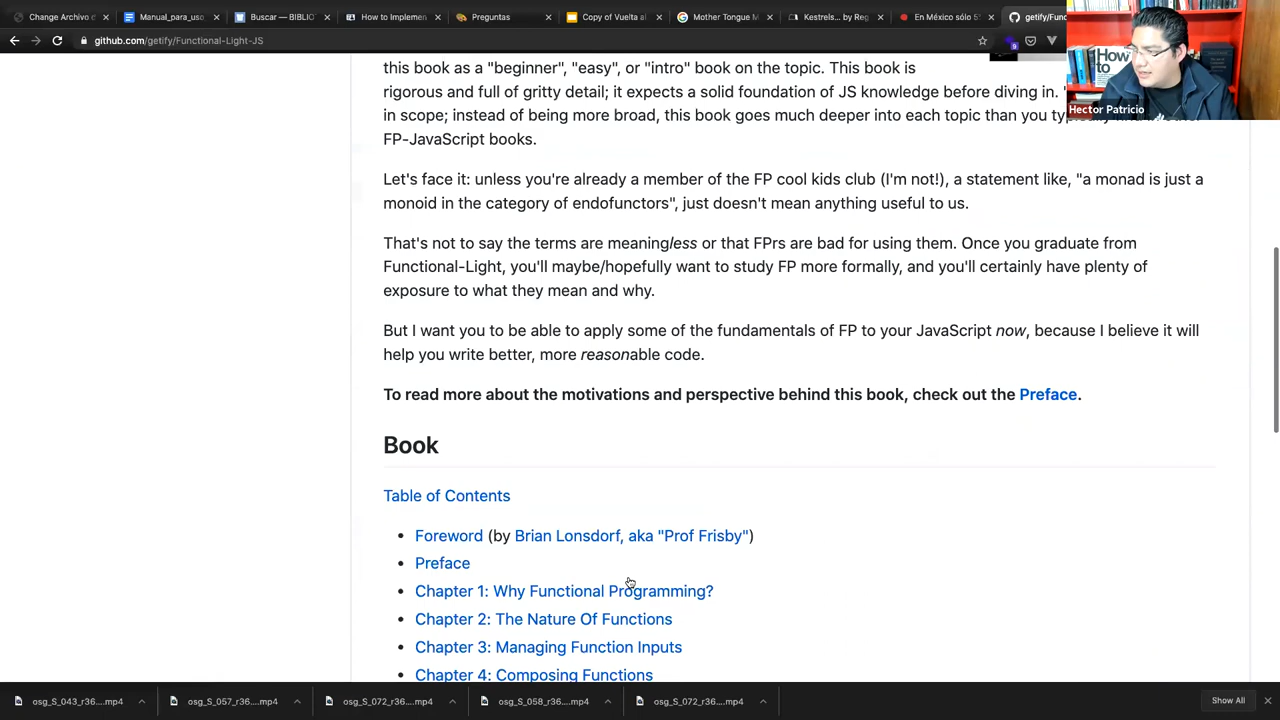 Change Archivo d
Manual_para_uso_
Buscar — BIBLIO
How to Implemen
Preguntas
Copy of Vuelta al
Mother Tongue M
Kestrels... by Reg
En México sólo 5
getify/Func
github.com/getify/Functional-Light-JS
9
How
to
Hector Patricio
this book as a "beginner", "easy", or "intro" book on the topic. This book is
rigorous and full of gritty detail; it expects a solid foundation of JS knowledge before diving in.
in scope; instead of being more broad, this book goes much deeper into each topic than you
FP-JavaScript books.
Let's face it: unless you're already a member of the FP cool kids club (I'm not!), a statement like, "a monad is just a
monoid in the category of endofunctors", just doesn't mean anything useful to us.
That's not to say the terms are meaningless or that FPrs are bad for using them. Once you graduate from
Functional-Light, you'll maybe/hopefully want to study FP more formally, and you'll certainly have plenty of
exposure to what they mean and why.
But I want you to be able to apply some of the fundamentals of FP to your JavaScript now, because I believe it will
help you write better, more reasonable code.
To read more about the motivations and perspective behind this book, check out the Preface.
Book
Table of Contents
• Foreword (by Brian Lonsdorf, aka "Prof Frisby")
• Preface
• Chapter 1: Why Functional Programming?
• Chapter 2: The Nature Of Functions
• Chapter 3: Managing Function Inputs
• Chapter 4: Composing Functions
osg_S_043_r36....mp4
osg_S_057_r36....mp4
osg_S_072_r36....mp4
osg_S_058_r36....mp4
osg_S_072_r36....mp4
Show All